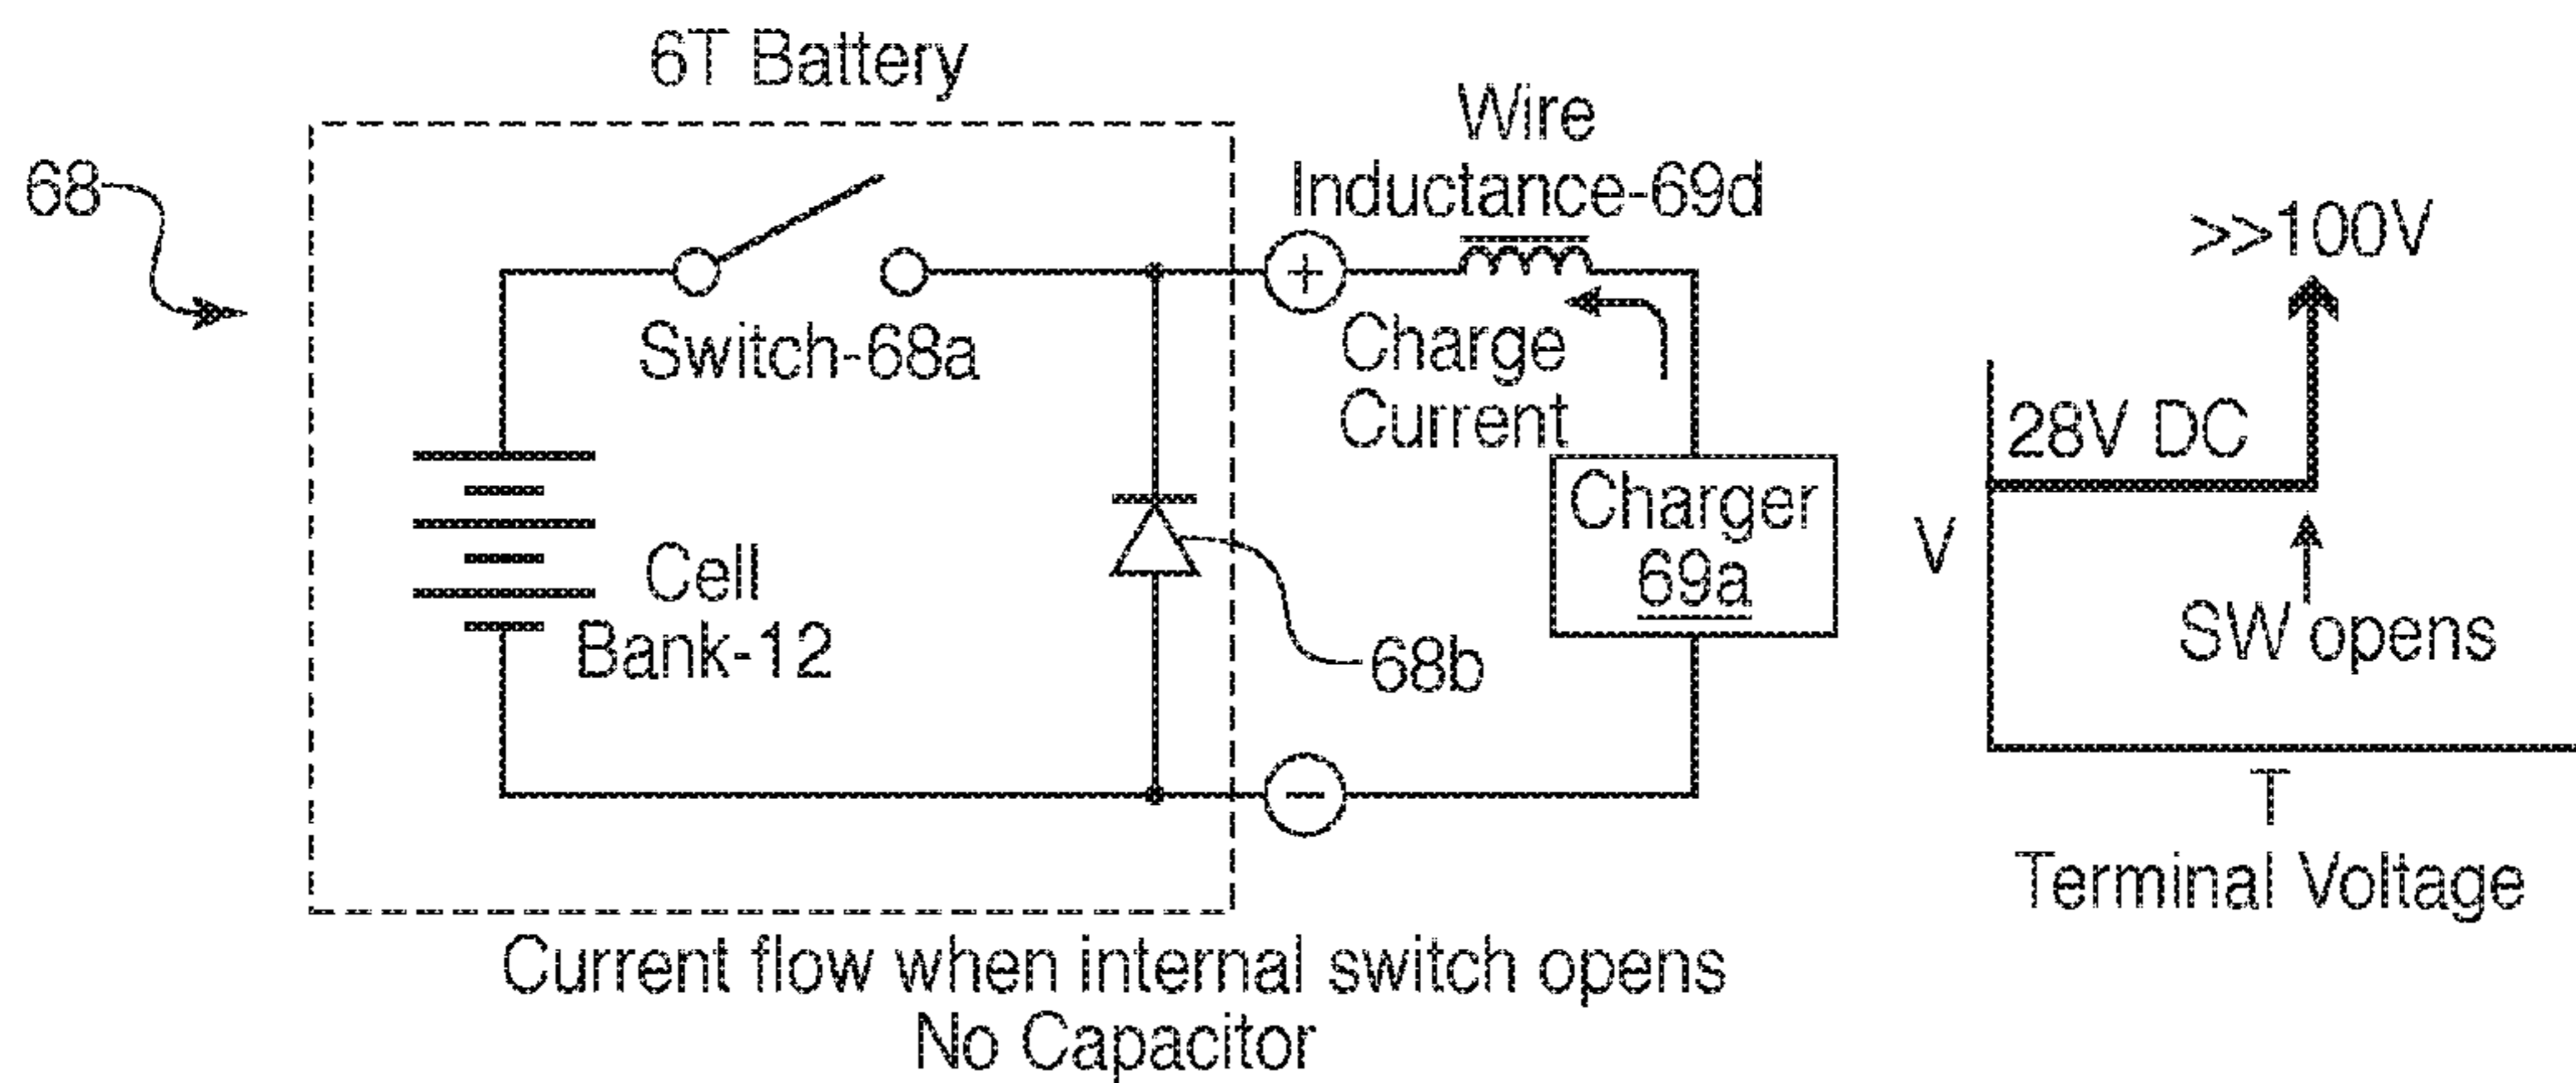 6T Battery
68
Switch-68a
Cell
Bank-12
68b
+
-
Wire
Inductance-69d
Charge
Current
Charger
69a
Current flow when internal switch opens
No Capacitor
>>100V
28V DC
V
SW opens
T
Terminal Voltage